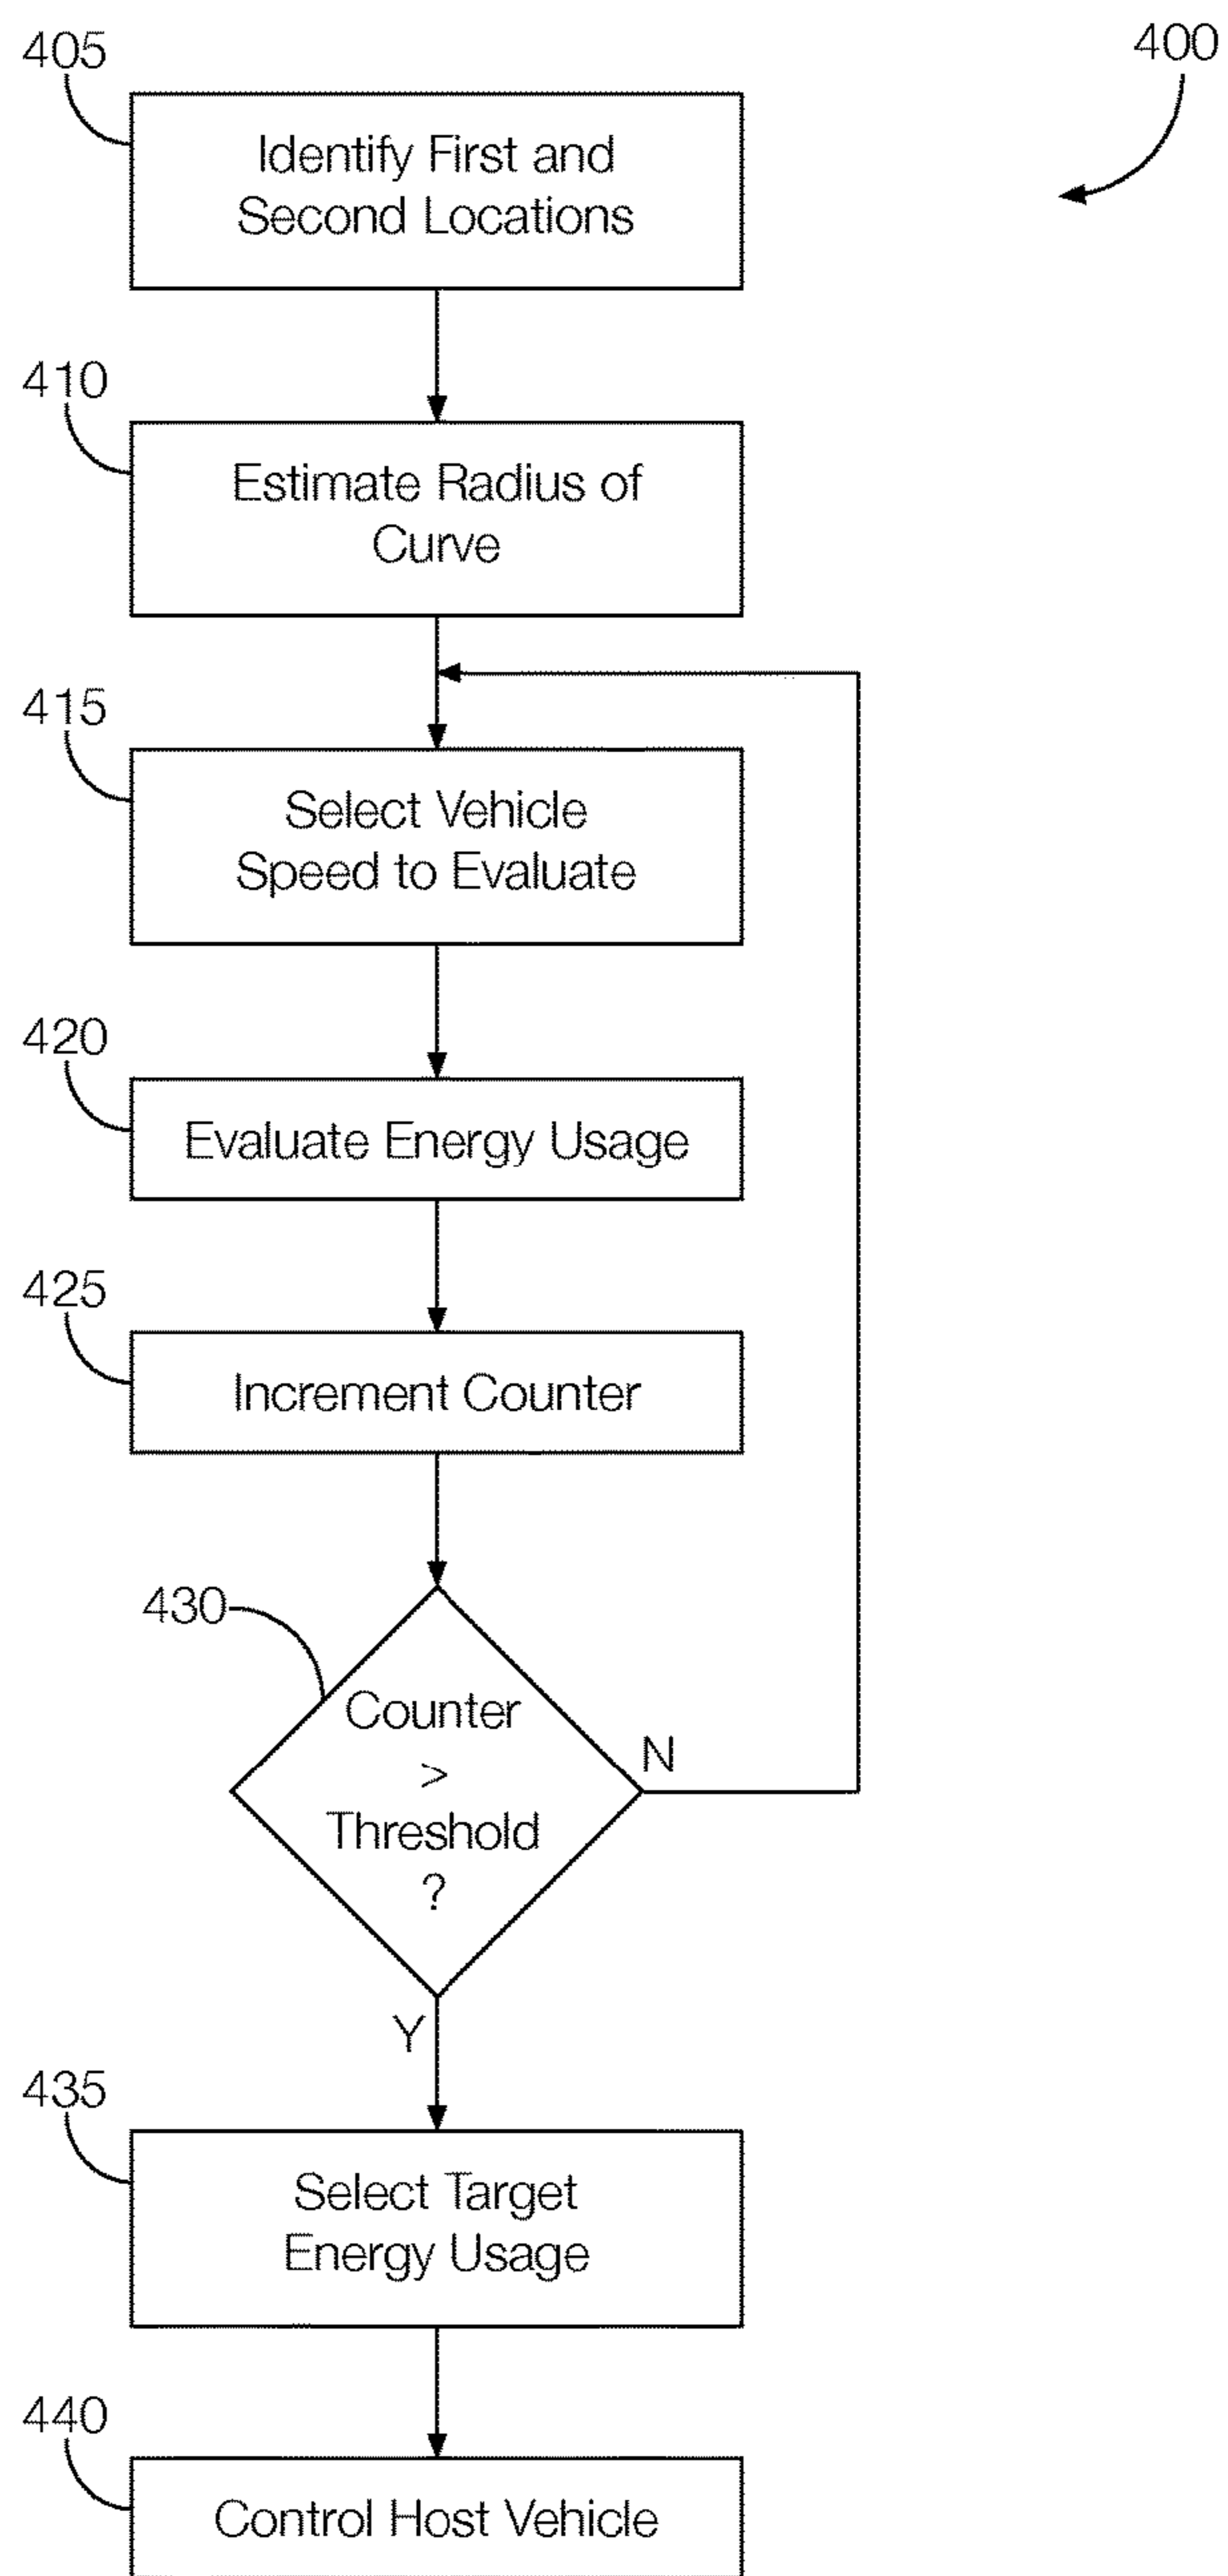 400
405
Identify First and
Second Locations
410
Estimate Radius of
Curve
415
Select Vehicle
Speed to Evaluate
420
Evaluate Energy Usage
425
Increment Counter
430
Counter
>
Threshold
?
N
Y
435
Select Target
Energy Usage
440
Control Host Vehicle